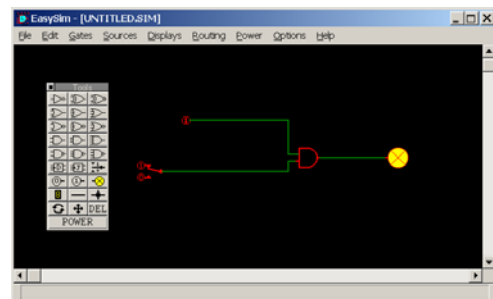 EasySim - [UNTITLED.SIM]
File Edit Gates Sources Displays Routing Power Options Help
Tools
DEL
POWER